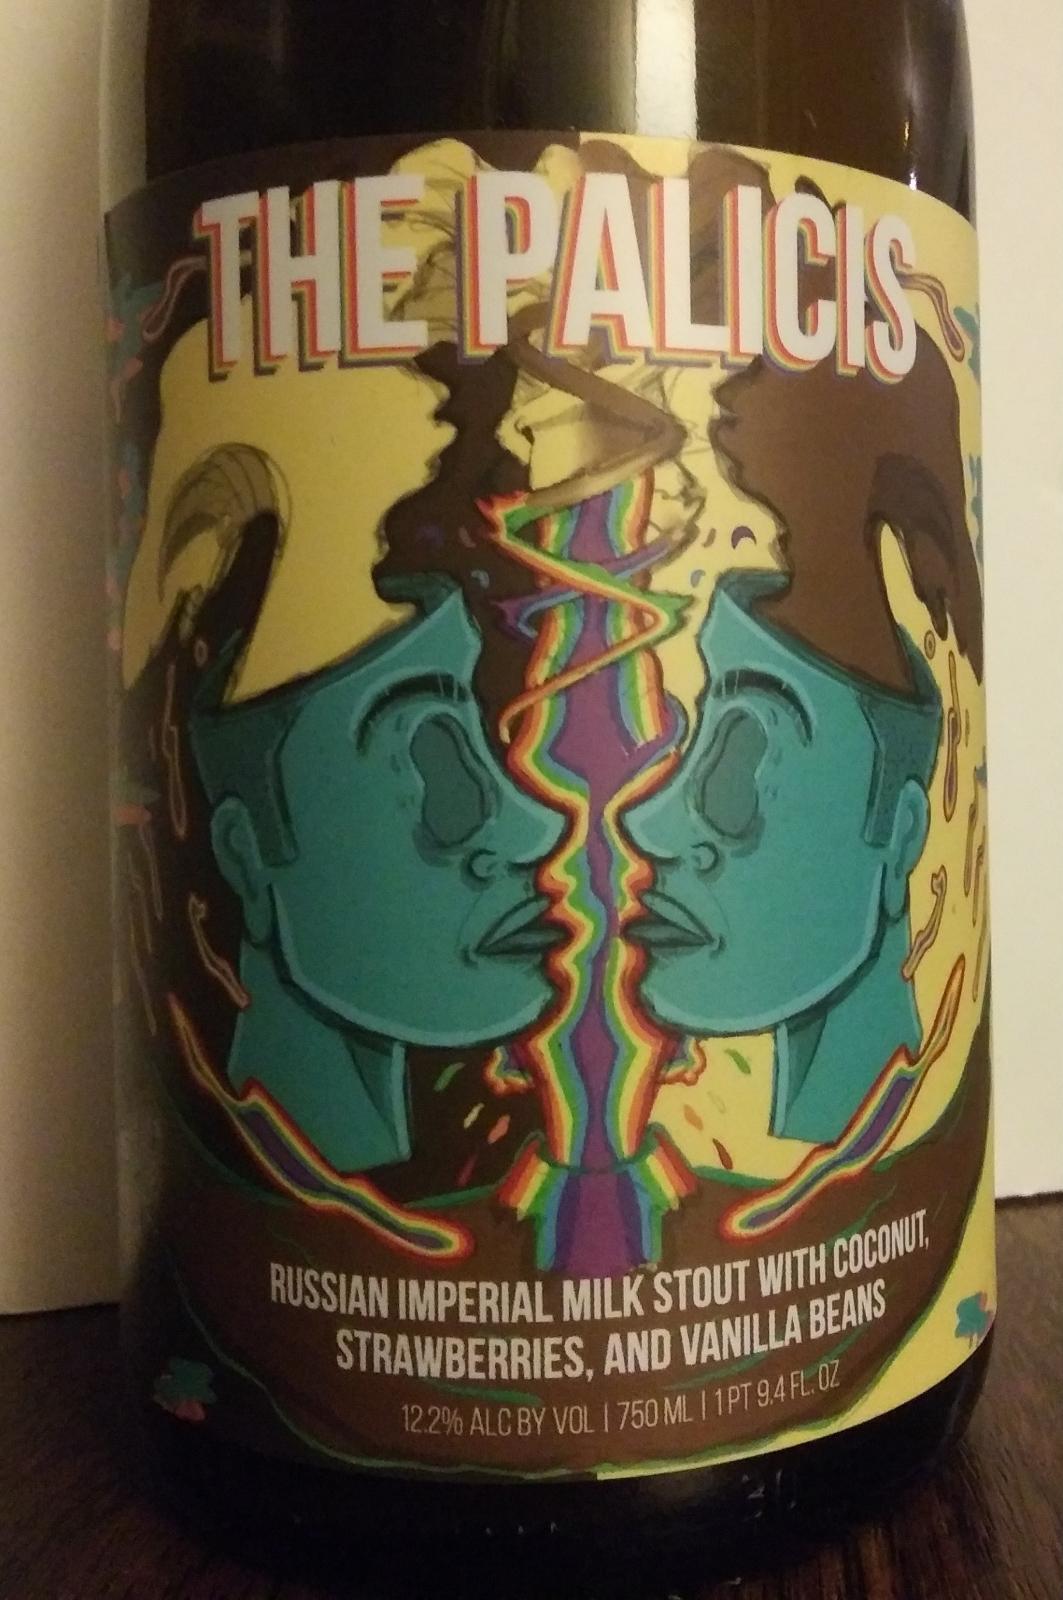 THE PALICIS
RUSSIAN IMPERIAL MILK STOUT WITH COCONUT,
STRAWBERRIES, AND VANILLA BEANS
12.2% ALC BY VOL | 750 ML | 1 PT 9.4 FL. OZ